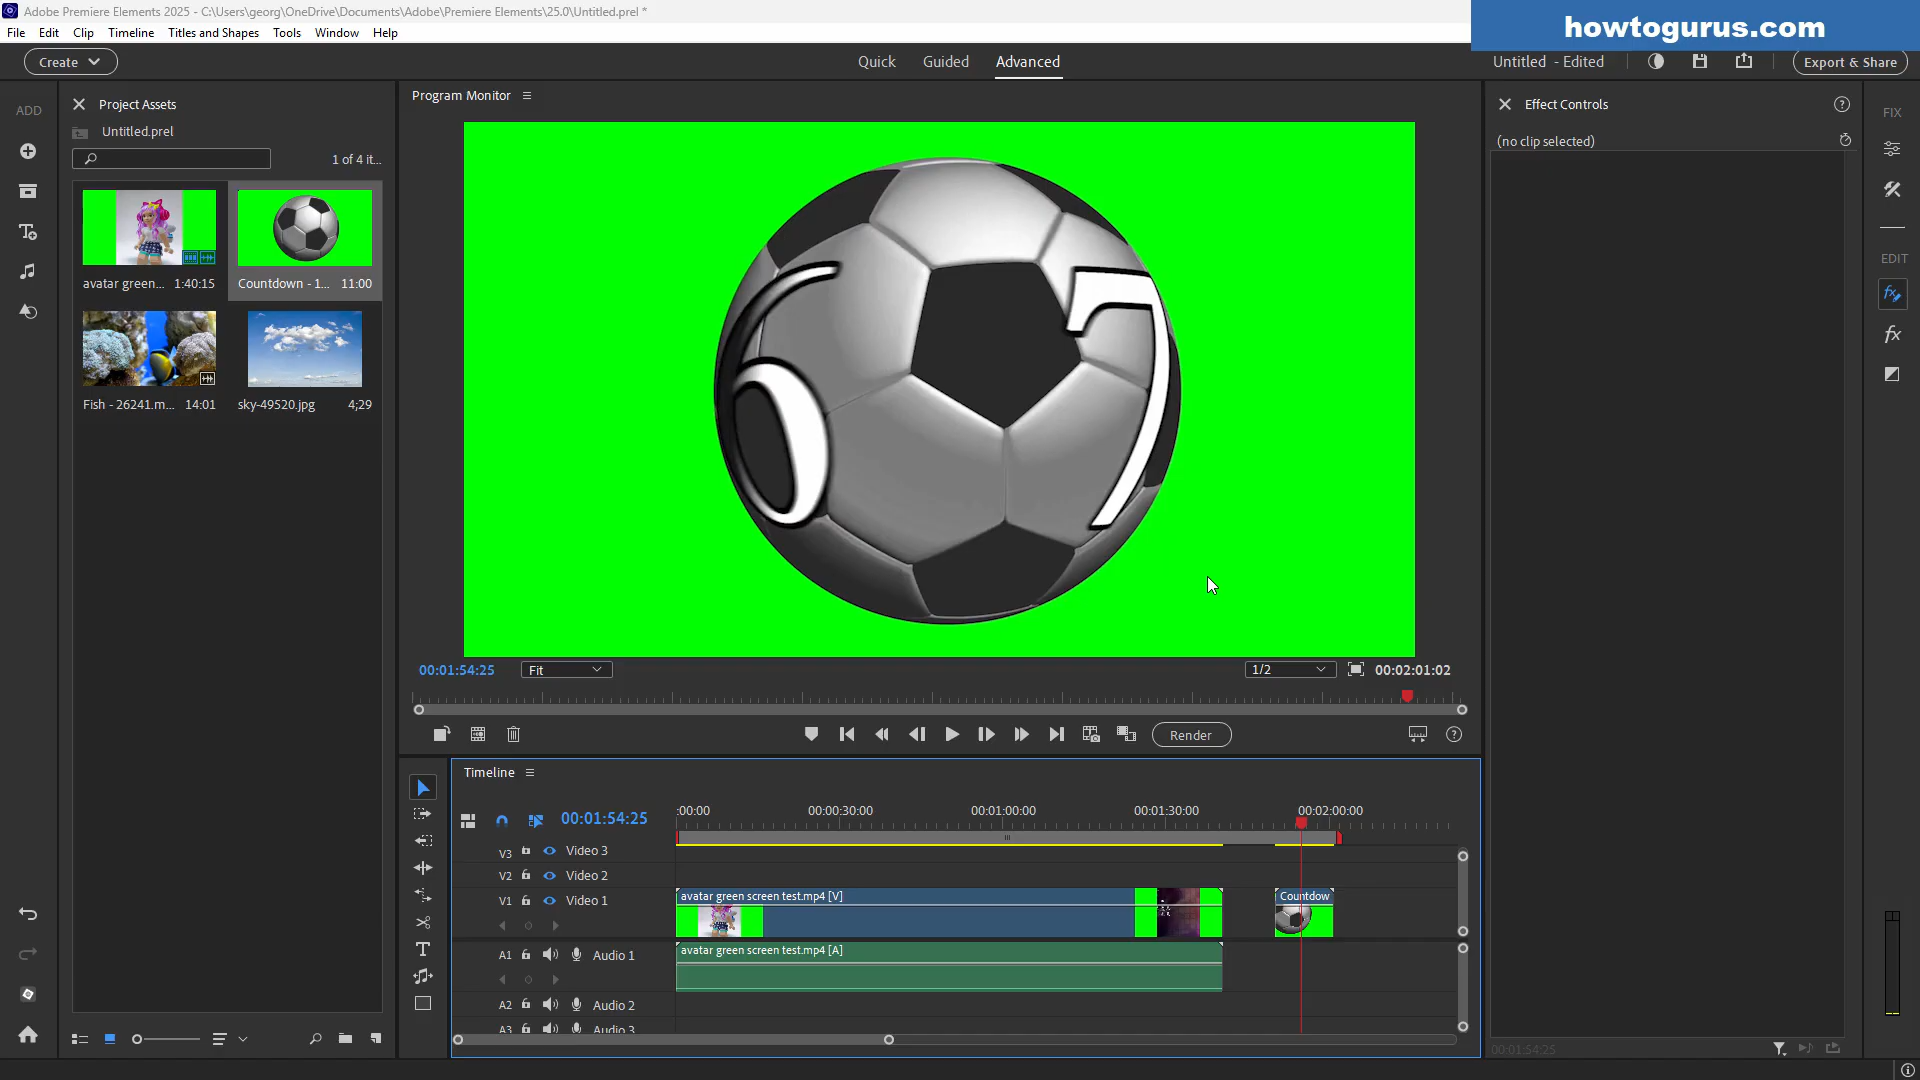 Adobe Premiere Elements 2025 - C:\Users\georg\OneDrive\Documents\Adobe\Premiere Elements\25.0\Untitled.prel *
File Edit Clip Timeline Titles and Shapes Tools Window Help
howtogurus.com
Create
Quick Guided Advanced
Untitled - Edited
Export & Share
ADD
Project Assets
Untitled.prel
1 of 4 it...
avatar green... 1:40:15
Countdown - 1... 11:00
Fish - 26241.m... 14:01
sky-49520.jpg 4;29
Program Monitor
7
00:01:54:25
Fit
1/2
00:02:01:02
Render
Effect Controls
(no clip selected)
00:01:54:25
FIX
EDIT
Timeline
00:01:54:25
:00:00 00:00:30:00 00:01:00:00 00:01:30:00 00:02:00:00
V3 Video 3
V2 Video 2
V1 Video 1
avatar green screen test.mp4 [V]
Countdow
A1 Audio 1
avatar green screen test.mp4 [A]
A2 Audio 2
A3 Audio 3